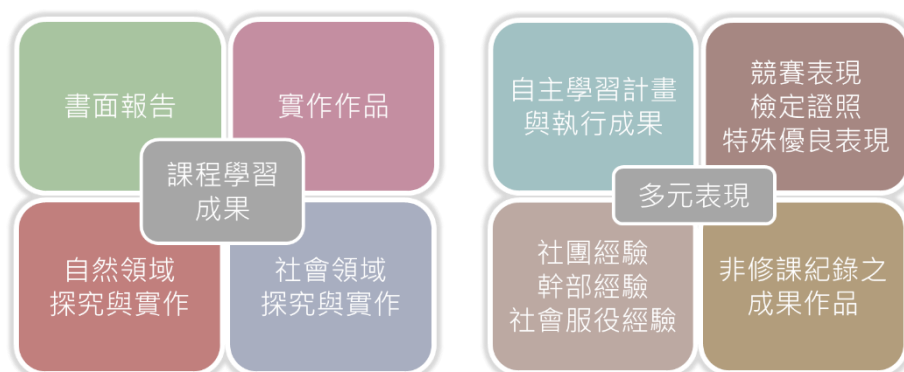 書面報告
實作作品
課程學習
成果
自然領域
探究與實作
社會領域
探究與實作
自主學習計畫
與執行成果
競賽表現
檢定證照
特殊優良表現
多元表現
社團經驗
幹部經驗
社會服役經驗
非修課紀錄之
成果作品